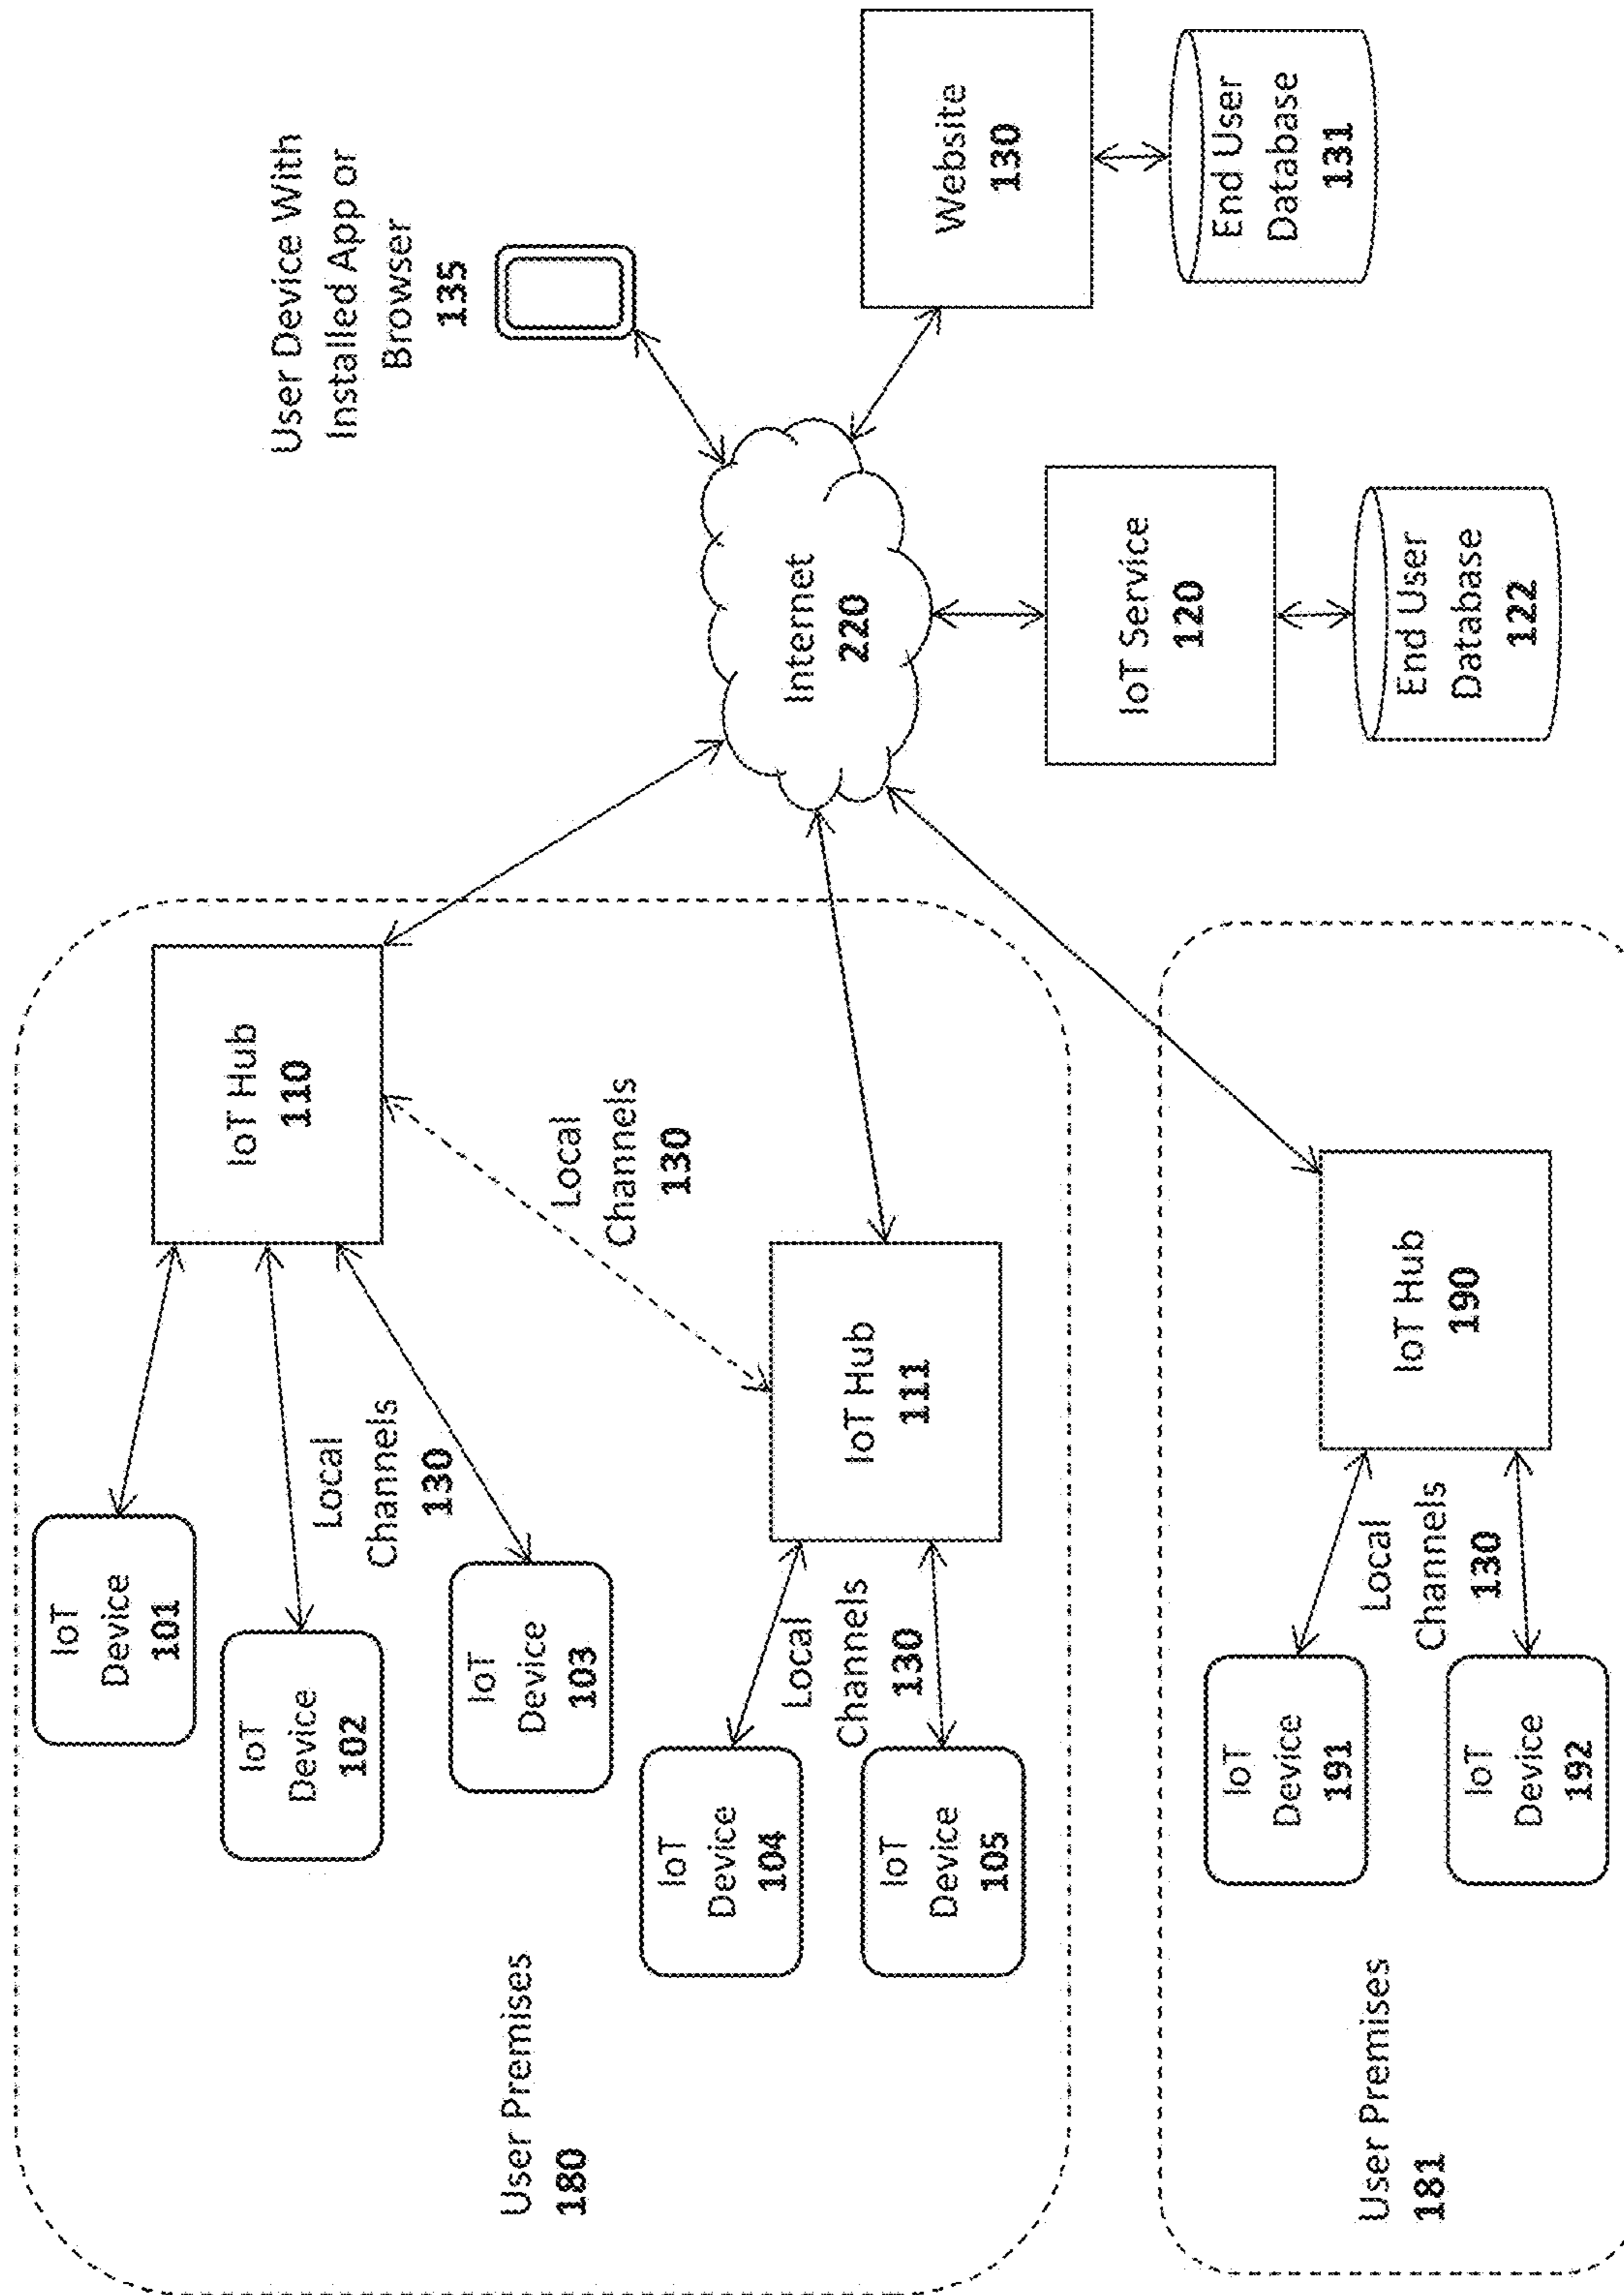 IoT
Device
101
IoT
Device
102
IoT
Device
103
Local
Channels
130
IoT Hub
110
User Device With
Installed App or
Browser
135
User Premises
180
Local
Channels
130
IoT
Device
104
IoT
Device
105
Local
Channels
130
IoT Hub
111
Internet
220
Website
130
End User
Database
131
IoT Service
120
End User
Database
122
User Premises
181
IoT
Device
191
IoT
Device
192
Local
Channels
130
IoT Hub
190